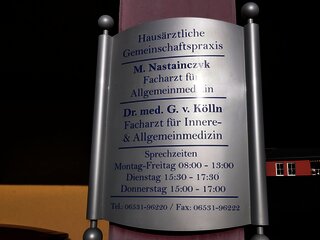 Hausärztliche
Gemeinschaftspraxis
M. Nastainczyk
Facharzt für
Allgemeinmedizin
Dr. med. G. v. Kölln
Facharzt für Innere-
& Allgemeinmedizin
Sprechzeiten
Montag-Freitag 08:00 - 13:00
Dienstag 15:30 - 17:30
Donnerstag 15:00 - 17:00
Tel.: 06531-96220 / Fax: 06531-96222